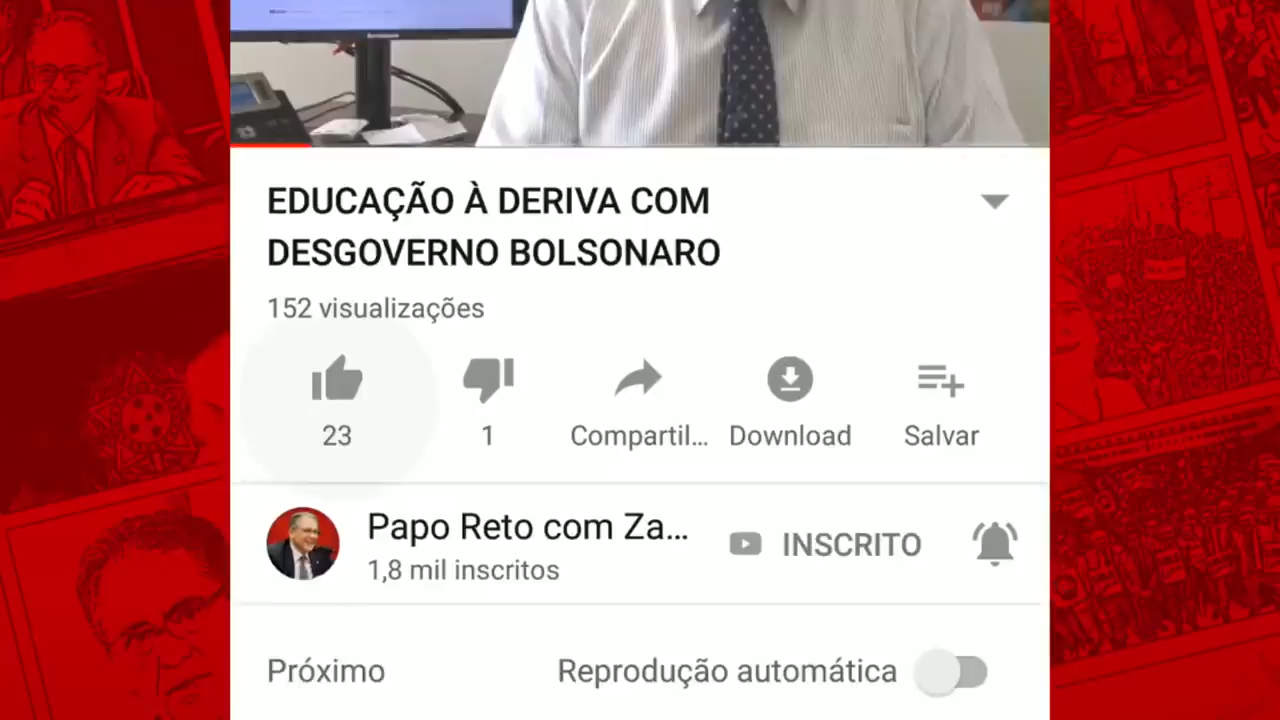 EDUCAÇÃO À DERIVA COM
DESGOVERNO BOLSONARO
152 visualizações
23
1
Compartil...
Download
Salvar
Papo Reto com Za...
INSCRITO
1,8 mil inscritos
Próximo
Reprodução automática